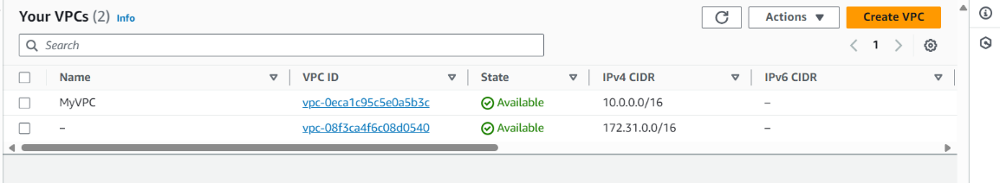 Your VPCs (2) Info
Actions
Create VPC
Search
1
Name VPC ID State IPv4 CIDR IPv6 CIDR
MyVPC vpc-0eca1c95c5e0a5b3c Available 10.0.0.0/16 –
– vpc-08f3ca4f6c08d0540 Available 172.31.0.0/16 –